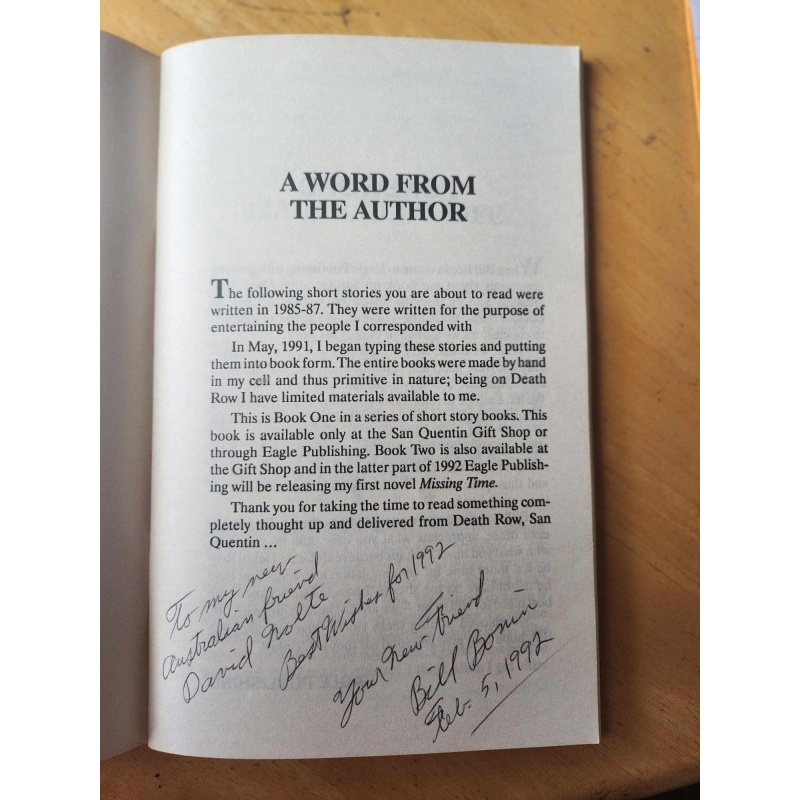 A WORD FROM
THE AUTHOR
The following short stories you are about to read were
written in 1985-87. They were written for the purpose of
entertaining the people I corresponded with
In May, 1991, I began typing these stories and putting
them into book form. The entire books were made by hand
in my cell and thus primitive in nature; being on Death
Row I have limited materials available to me.
This is Book One in a series of short story books. This
book is available only at the San Quentin Gift Shop or
through Eagle Publishing. Book Two is also available at
the Gift Shop and in the latter part of 1992 Eagle Publish-
ing will be releasing my first novel Missing Time.
Thank you for taking the time to read something com-
pletely thought up and delivered from Death Row, San
Quentin ...
To my new
Australian friend
David Nolte
Best Wishes for 1992
Your New Friend
Bill Bonin
Feb. 5, 1992